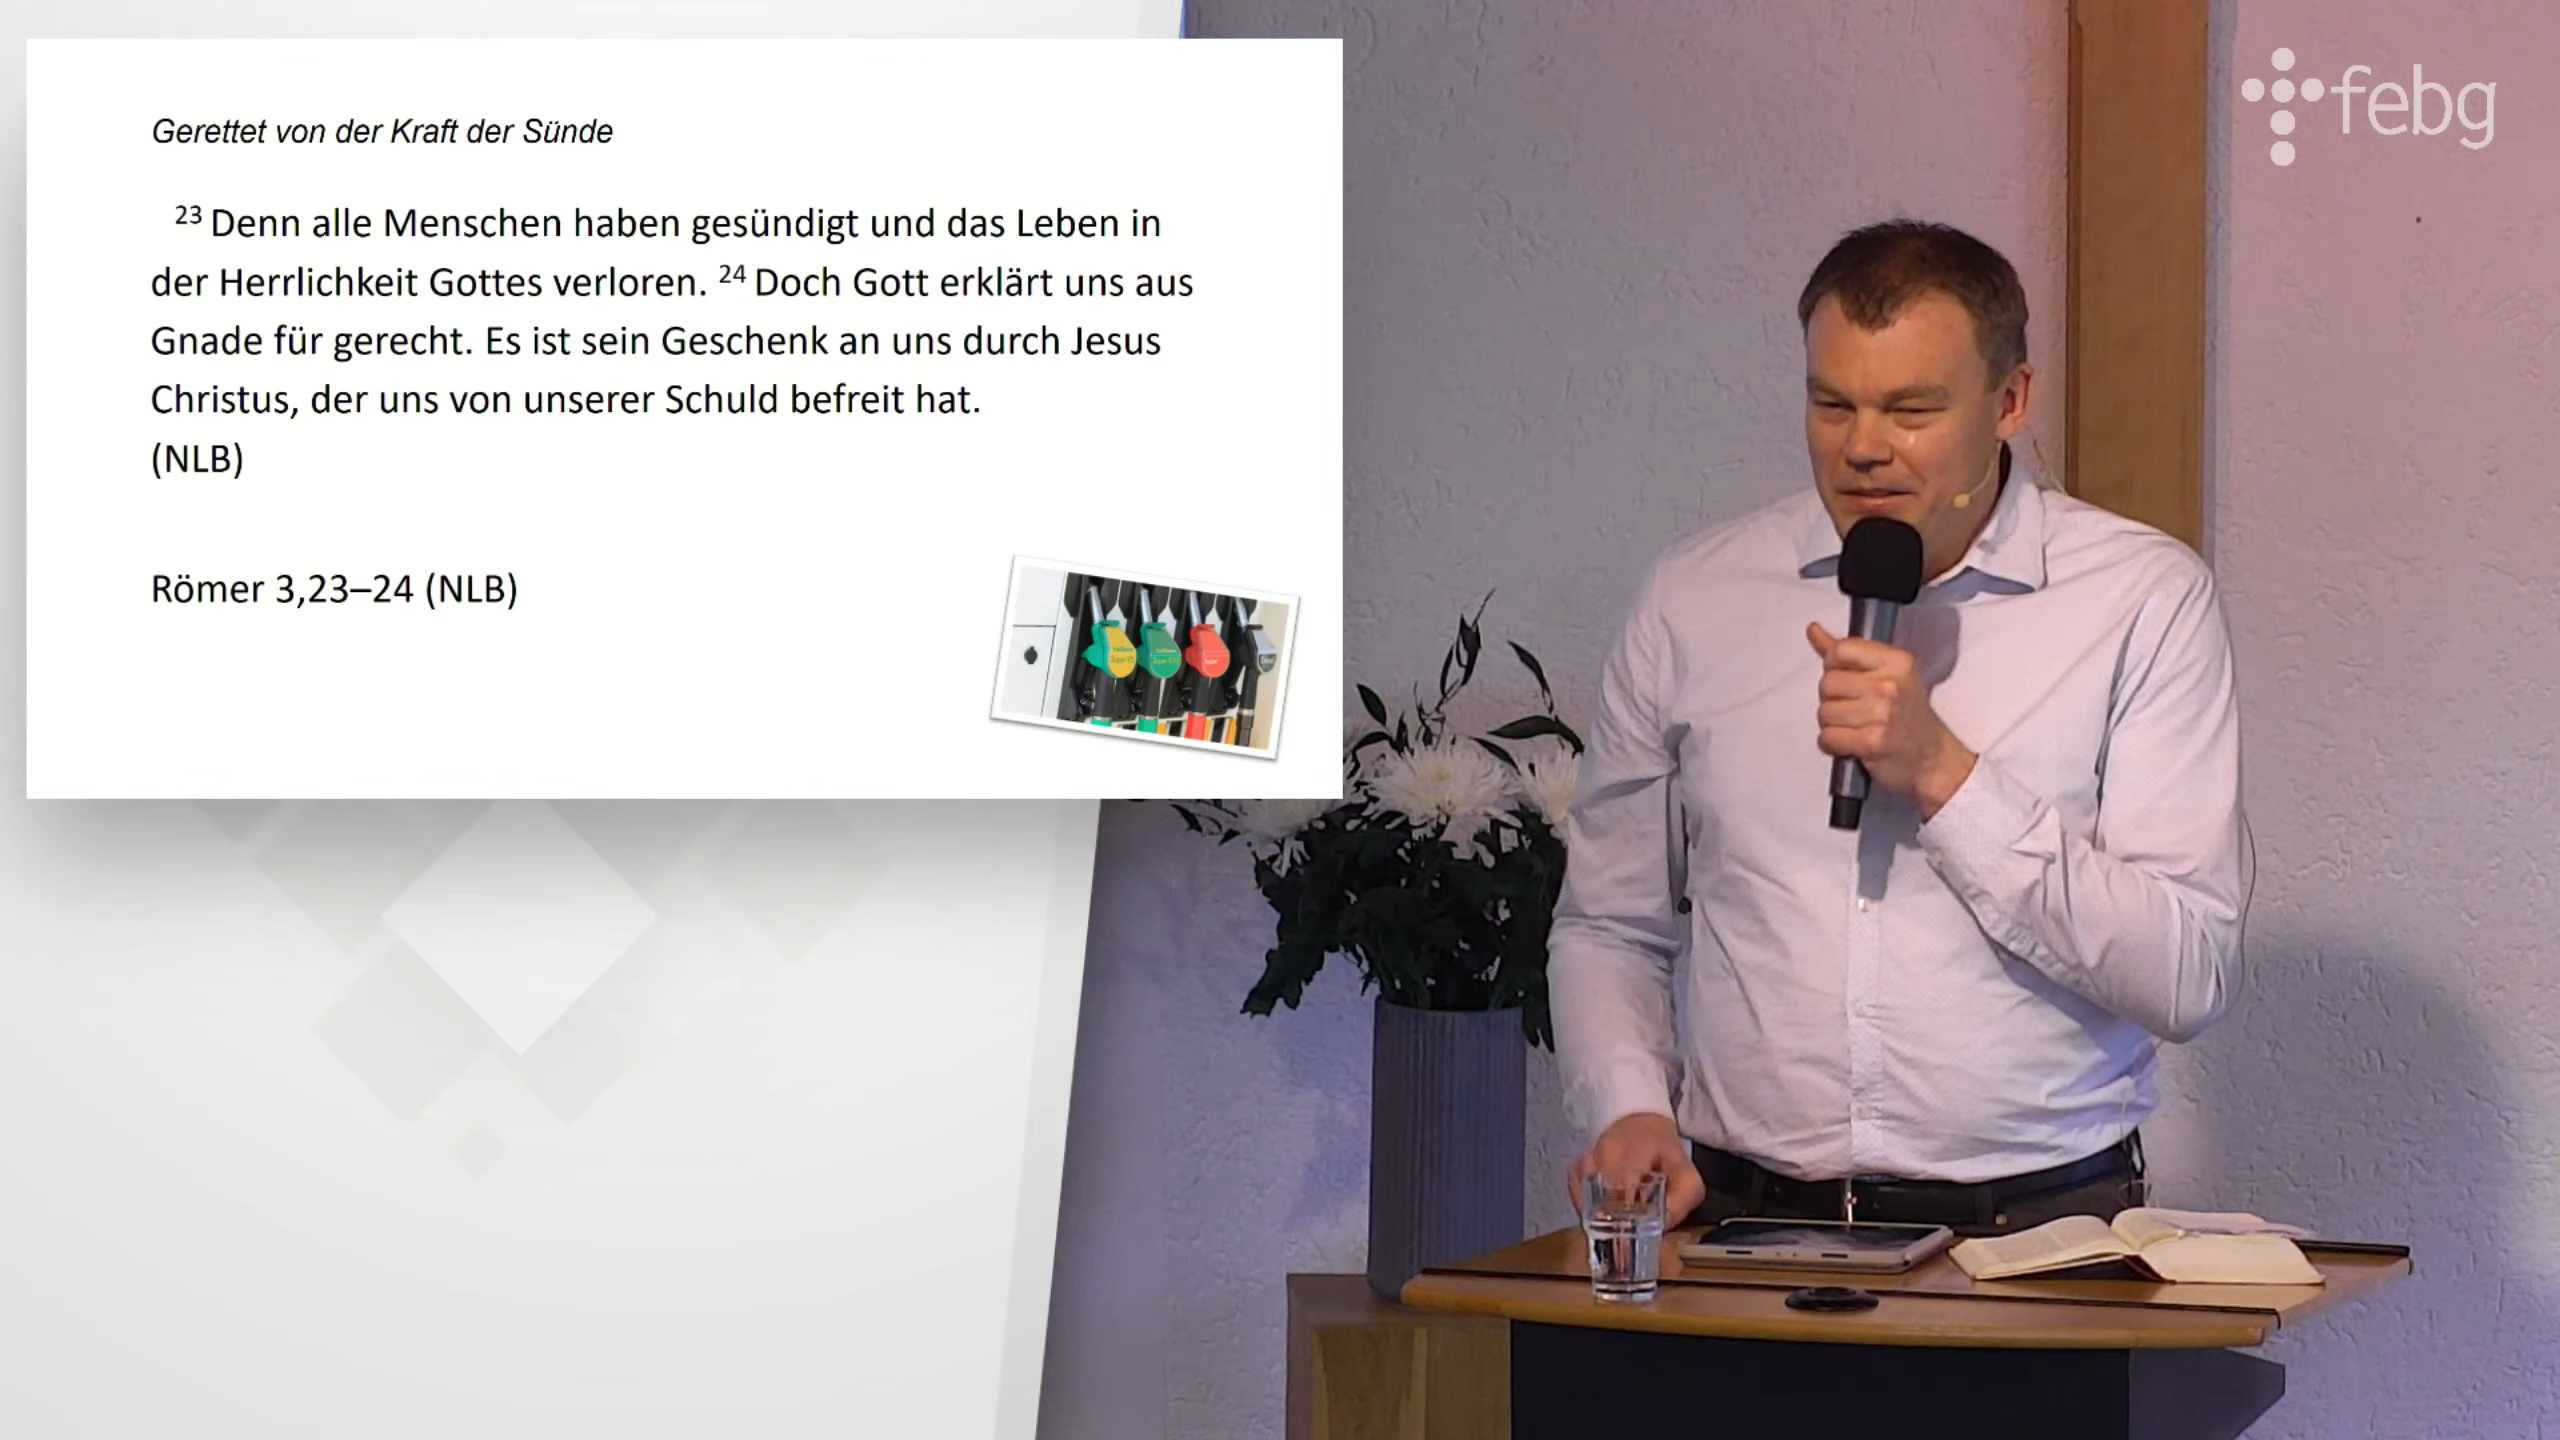 Gerettet von der Kraft der Sünde
23 Denn alle Menschen haben gesündigt und das Leben in
der Herrlichkeit Gottes verloren. 24 Doch Gott erklärt uns aus
Gnade für gerecht. Es ist sein Geschenk an uns durch Jesus
Christus, der uns von unserer Schuld befreit hat.
(NLB)
Römer 3,23–24 (NLB)
febg